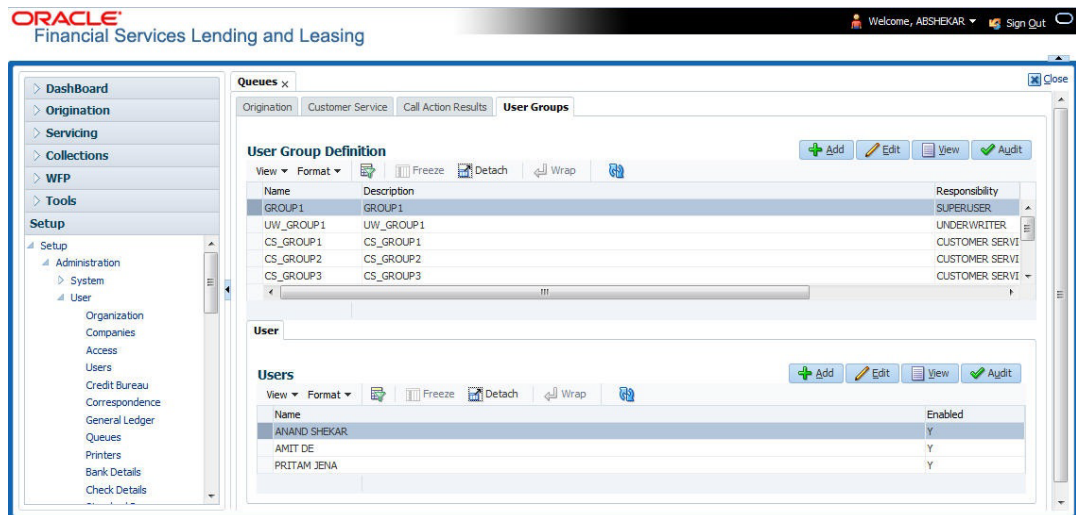 ORACLE
Financial Services Lending and Leasing
Welcome, ABSHEKAR
Sign Out
DashBoard
Origination
Servicing
Collections
WFP
Tools
Setup
Setup
Administration
System
User
Organization
Companies
Access
Users
Credit Bureau
Correspondence
General Ledger
Queues
Printers
Bank Details
Check Details
Queues
Close
Origination
Customer Service
Call Action Results
User Groups
User Group Definition
Add
Edit
View
Audit
View
Format
Freeze
Detach
Wrap
Name Description Responsibility
GROUP1 GROUP1 SUPERUSER
UW_GROUP1 UW_GROUP1 UNDERWRITER
CS_GROUP1 CS_GROUP1 CUSTOMER SERVI
CS_GROUP2 CS_GROUP2 CUSTOMER SERVI
CS_GROUP3 CS_GROUP3 CUSTOMER SERVI
User
Users
Add
Edit
View
Audit
View
Format
Freeze
Detach
Wrap
Name Enabled
ANAND SHEKAR Y
AMIT DE Y
PRITAM JENA Y